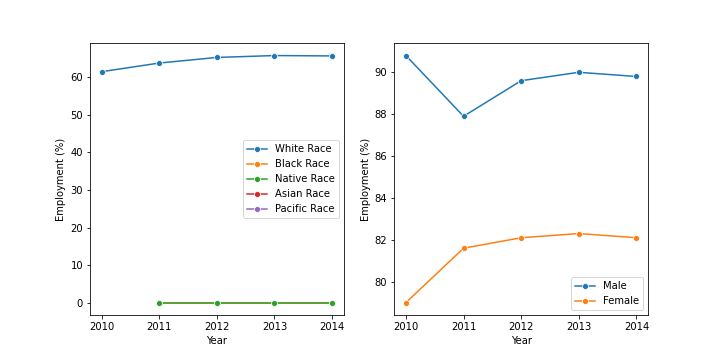 Employment (%)
60
50
40
30
20
10
0
White Race
Black Race
Native Race
Asian Race
Pacific Race
2010 2011 2012 2013 2014
Year
Employment (%)
90
88
86
84
82
80
Male
Female
2010 2011 2012 2013 2014
Year